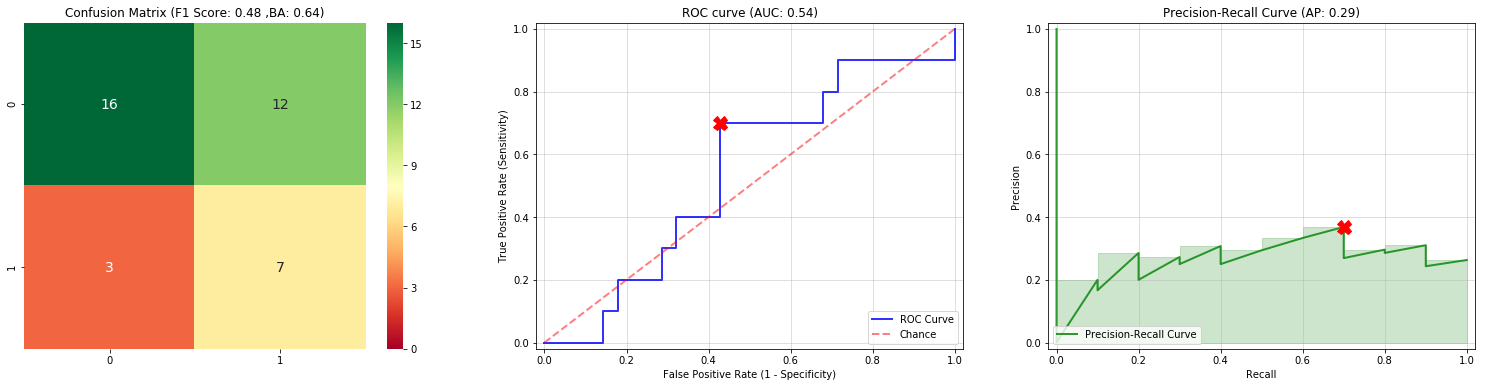 Confusion Matrix (F1 Score: 0.48 ,BA: 0.64)
0
1
16
12
3
7
0
1
15
12
9
6
3
0
ROC curve (AUC: 0.54)
True Positive Rate (Sensitivity)
1.0
0.8
0.6
0.4
0.2
0.0
ROC Curve
Chance
0.0 0.2 0.4 0.6 0.8 1.0
False Positive Rate (1 - Specificity)
Precision-Recall Curve (AP: 0.29)
Precision
1.0
0.8
0.6
0.4
0.2
0.0
Precision-Recall Curve
0.0 0.2 0.4 0.6 0.8 1.0
Recall